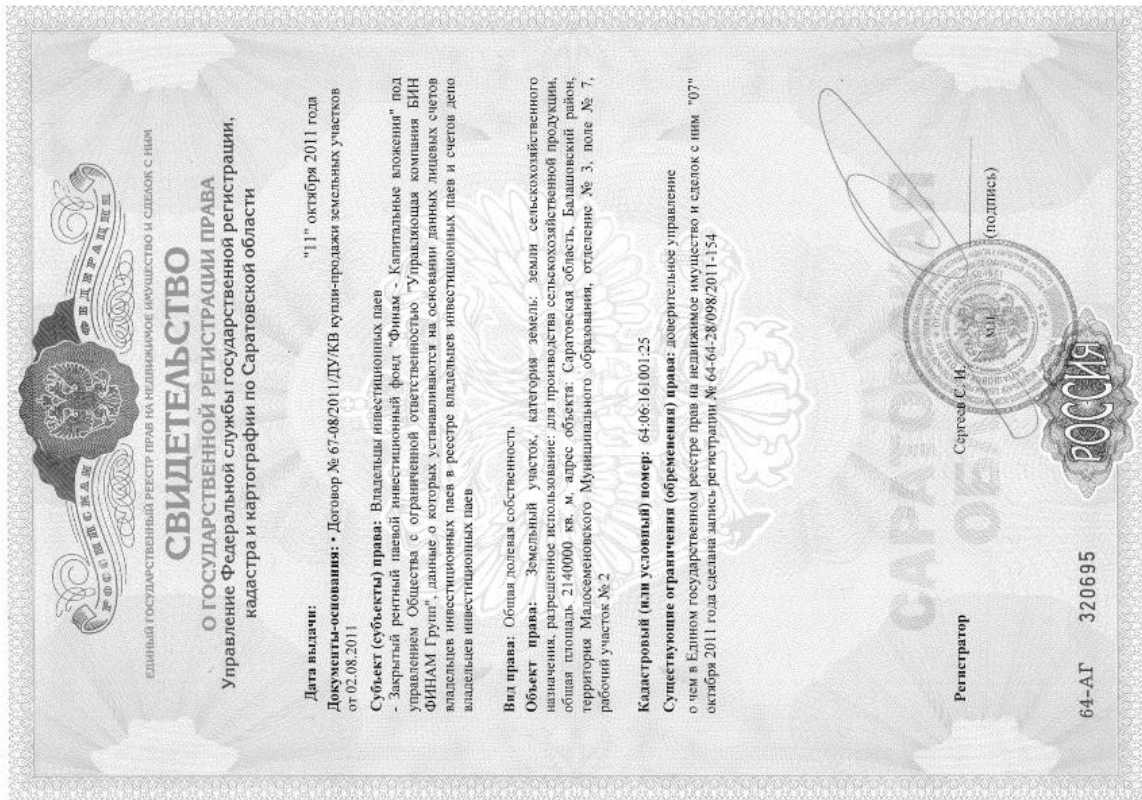 РОССИЙСКАЯ ФЕДЕРАЦИЯ
ЕДИНЫЙ ГОСУДАРСТВЕННЫЙ РЕЕСТР ПРАВ НА НЕДВИЖИМОЕ ИМУЩЕСТВО И СДЕЛОК С НИМ
СВИДЕТЕЛЬСТВО
О ГОСУДАРСТВЕННОЙ РЕГИСТРАЦИИ ПРАВА
Управление Федеральной службы государственной регистрации,
кадастра и картографии по Саратовской области
Дата выдачи: "11" октября 2011 года
Документы-основания: • Договор № 67-08/2011/ДУ/КВ купли-продажи земельных участков
от 02.08.2011
Субъект (субъекты) права: Владельцы инвестиционных паев
- Закрытый рентный паевой инвестиционный фонд "Финам - Капитальные вложения" под
управлением Общества с ограниченной ответственностью "Управляющая компания БИН
ФИНАМ Групп", данные о которых устанавливаются на основании данных лицевых счетов
владельцев инвестиционных паев в реестре владельцев инвестиционных паев и счетов депо
владельцев инвестиционных паев
Вид права: Общая долевая собственность
Объект права: Земельный участок, категория земель: земли сельскохозяйственного
назначения, разрешенное использование: для производства сельскохозяйственной продукции,
общая площадь 2140000 кв. м, адрес объекта: Саратовская область, Балашовский район,
территория Малосеменовского Муниципального образования, отделение № 3, поле № 7,
рабочий участок № 2
Кадастровый (или условный) номер: 64:06:161001:25
Существующие ограничения (обременения) права: доверительное управление
о чем в Едином государственном реестре прав на недвижимое имущество и сделок с ним "07"
октября 2011 года сделана запись регистрации № 64-64-28/098/2011-154
Регистратор Сергеев С. И.
(подпись)
М.П.
РОССИЯ
64-АГ 320695